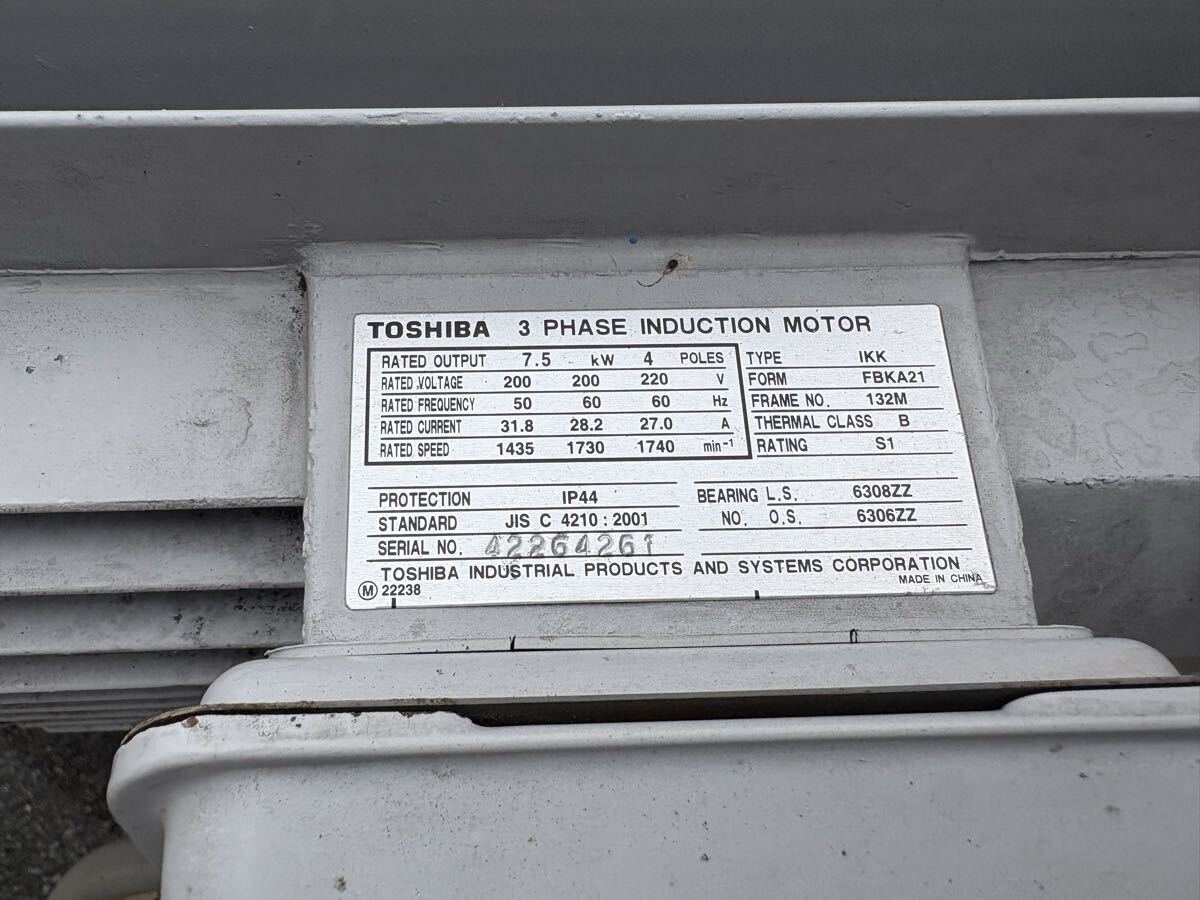 TOSHIBA 3 PHASE INDUCTION MOTOR
RATED OUTPUT 7.5 kW 4 POLES
RATED VOLTAGE 200 200 220 V
RATED FREQUENCY 50 60 60 Hz
RATED CURRENT 31.8 28.2 27.0 A
RATED SPEED 1435 1730 1740 min-1
TYPE IKK
FORM FBKA21
FRAME NO. 132M
THERMAL CLASS B
RATING S1
PROTECTION IP44
STANDARD JIS C 4210 : 2001
SERIAL NO. 42264261
BEARING L.S. 6308ZZ
NO. O.S. 6306ZZ
TOSHIBA INDUSTRIAL PRODUCTS AND SYSTEMS CORPORATION
M 22238
MADE IN CHINA